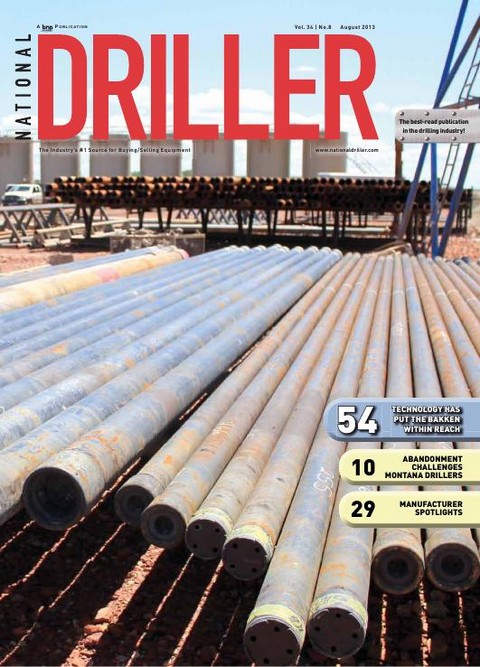 A bnp PUBLICATION
Vol. 34 | No.8 August 2013
NATIONAL
DRILLER
The best-read publication
in the drilling industry!
The Industry's #1 Source for Buying/Selling Equipment
www.nationaldriller.com
54
TECHNOLOGY HAS
PUT THE BAKKEN
WITHIN REACH
10
ABANDONMENT
CHALLENGES
MONTANA DRILLERS
29
MANUFACTURER
SPOTLIGHTS